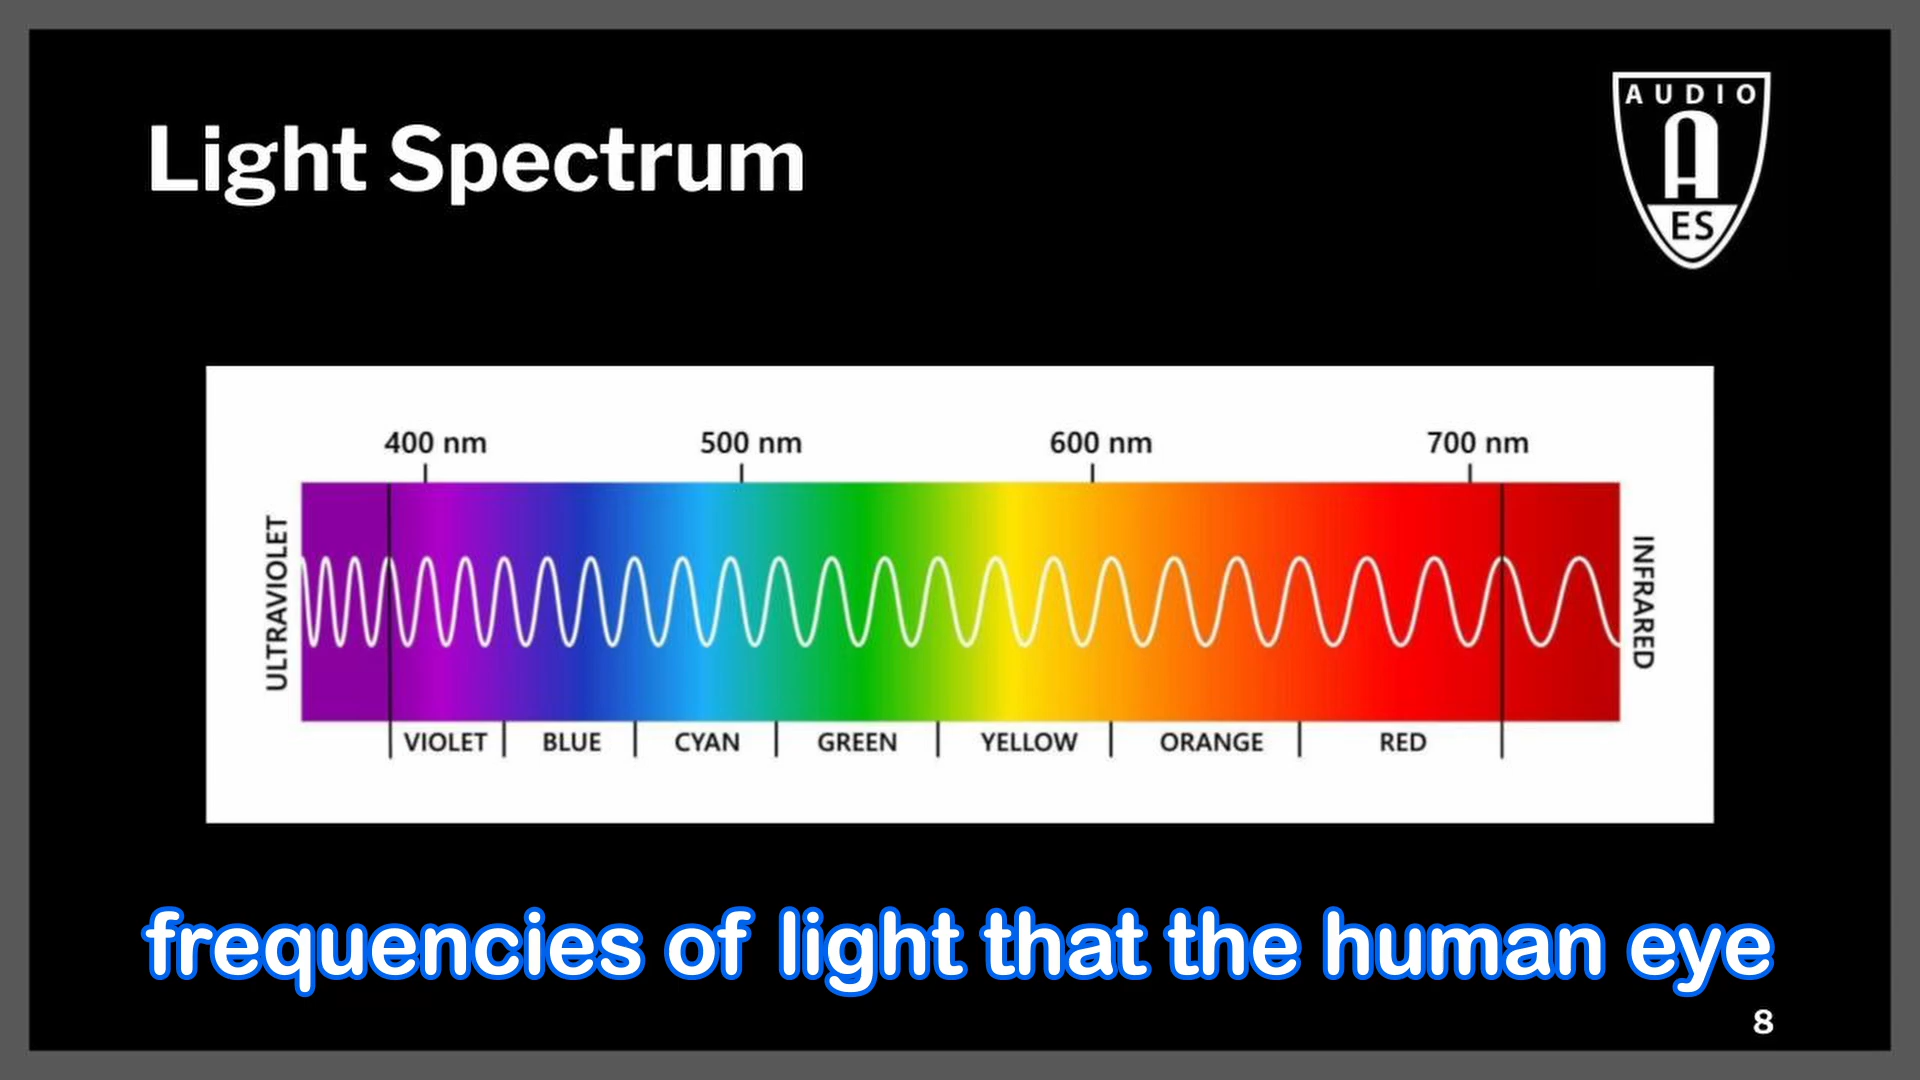 Light Spectrum
AUDIO
A
ES
400 nm 500 nm 600 nm 700 nm
ULTRAVIOLET
INFRARED
VIOLET BLUE CYAN GREEN YELLOW ORANGE RED
frequencies of light that the human eye
8